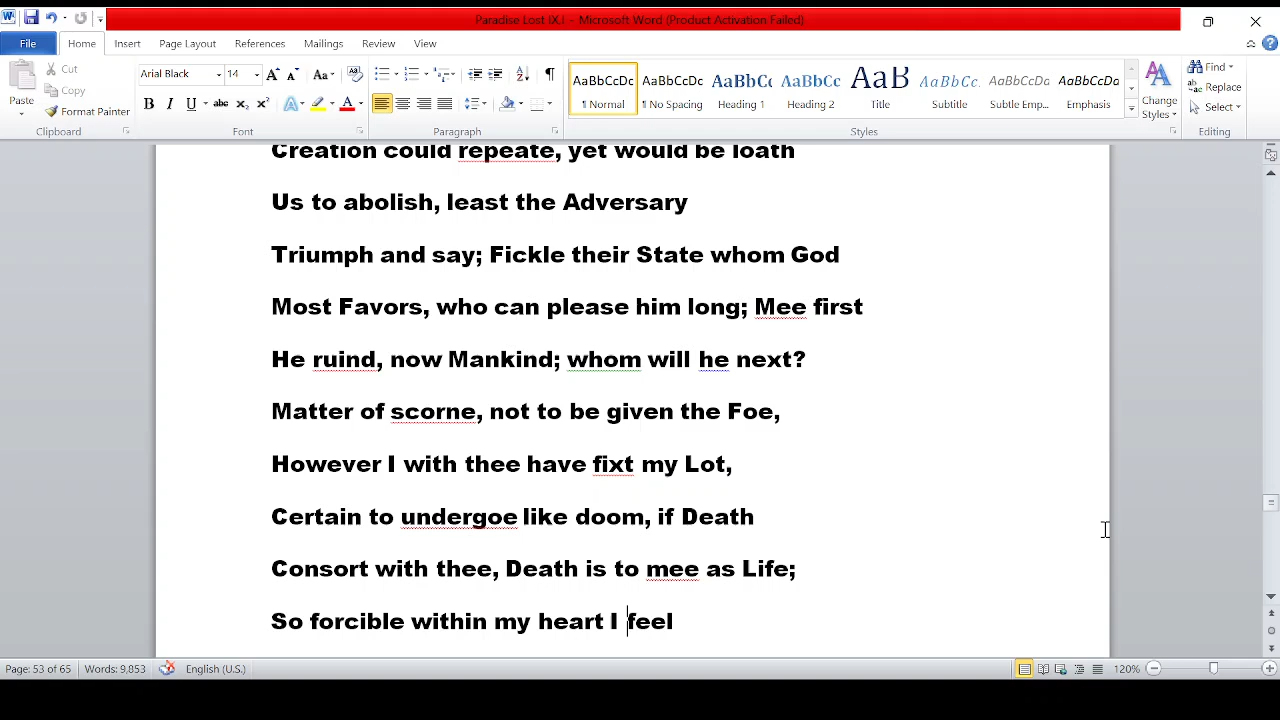 Paradise Lost IX.I - Microsoft Word (Product Activation Failed)
File Home Insert Page Layout References Mailings Review View
Paste Cut Copy Format Painter Clipboard
Arial Black 14 Font
Paragraph
AaBbCcDc AaBbCcDc AaBbC AaBbCc AaB AaBbCc. AaBbCcDc AaBbCcDc
¶ Normal ¶ No Spacing Heading 1 Heading 2 Title Subtitle Subtle Emp... Emphasis
Styles
Change Styles
Find Replace Select Editing
Creation could repeate, yet would be loath
Us to abolish, least the Adversary
Triumph and say; Fickle their State whom God
Most Favors, who can please him long; Mee first
He ruind, now Mankind; whom will he next?
Matter of scorne, not to be given the Foe,
However I with thee have fixt my Lot,
Certain to undergoe like doom, if Death
Consort with thee, Death is to mee as Life;
So forcible within my heart I feel
Page: 53 of 65 Words: 9,853 English (U.S.) 120%